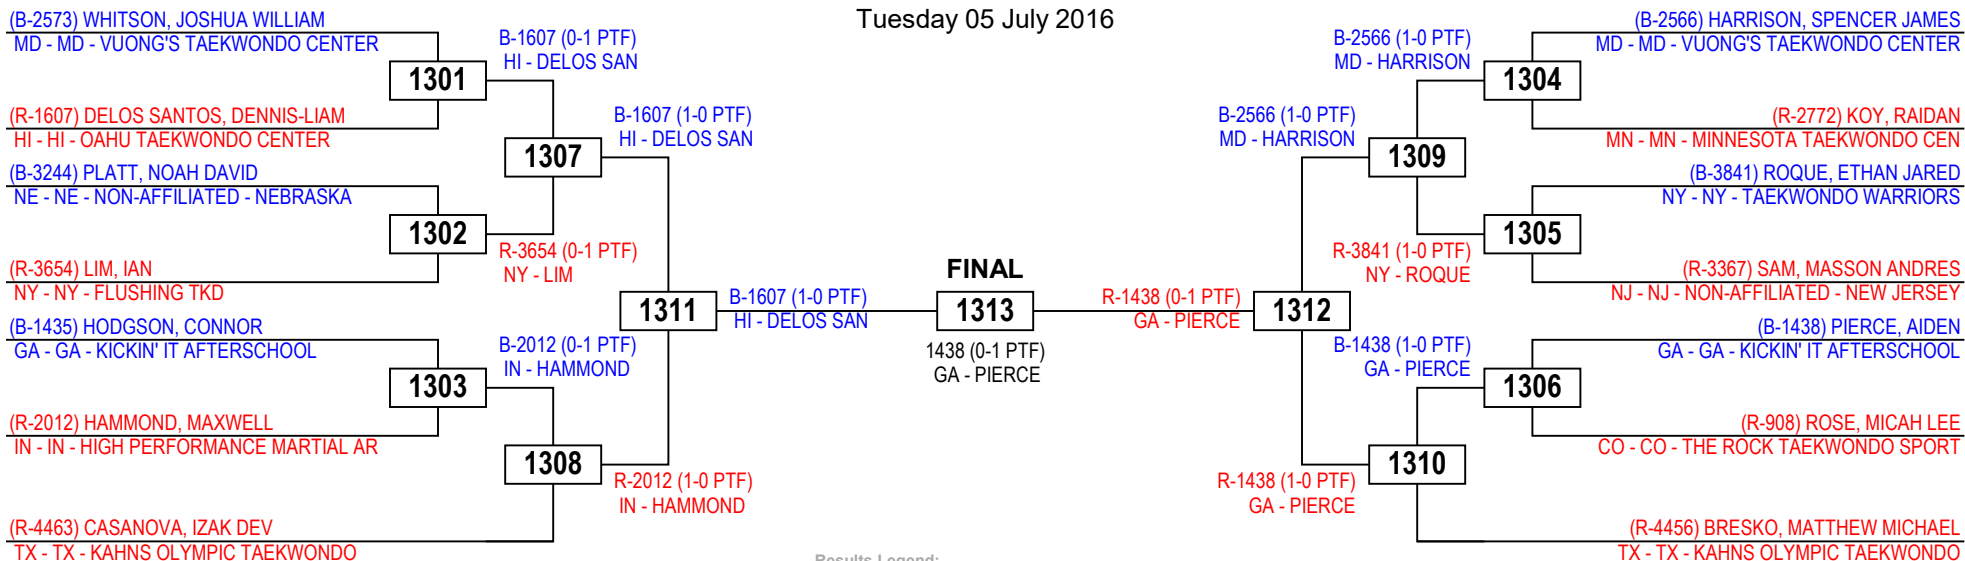 Tuesday 05 July 2016
(B-2573) WHITSON, JOSHUA WILLIAM
MD - MD - VUONG'S TAEKWONDO CENTER
1301
(R-1607) DELOS SANTOS, DENNIS-LIAM
HI - HI - OAHU TAEKWONDO CENTER
B-1607 (0-1 PTF)
HI - DELOS SAN
1307
B-1607 (1-0 PTF)
HI - DELOS SAN
(B-3244) PLATT, NOAH DAVID
NE - NE - NON-AFFILIATED - NEBRASKA
1302
(R-3654) LIM, IAN
NY - NY - FLUSHING TKD
R-3654 (0-1 PTF)
NY - LIM
1311
B-1607 (1-0 PTF)
HI - DELOS SAN
(B-1435) HODGSON, CONNOR
GA - GA - KICKIN' IT AFTERSCHOOL
1303
(R-2012) HAMMOND, MAXWELL
IN - IN - HIGH PERFORMANCE MARTIAL AR
B-2012 (0-1 PTF)
IN - HAMMOND
1308
R-2012 (1-0 PTF)
IN - HAMMOND
(R-4463) CASANOVA, IZAK DEV
TX - TX - KAHNS OLYMPIC TAEKWONDO
FINAL
1313
1438 (0-1 PTF)
GA - PIERCE
(B-2566) HARRISON, SPENCER JAMES
MD - MD - VUONG'S TAEKWONDO CENTER
1304
(R-2772) KOY, RAIDAN
MN - MN - MINNESOTA TAEKWONDO CEN
B-2566 (1-0 PTF)
MD - HARRISON
1309
B-2566 (1-0 PTF)
MD - HARRISON
(B-3841) ROQUE, ETHAN JARED
NY - NY - TAEKWONDO WARRIORS
1305
(R-3367) SAM, MASSON ANDRES
NJ - NJ - NON-AFFILIATED - NEW JERSEY
R-3841 (1-0 PTF)
NY - ROQUE
1312
R-1438 (0-1 PTF)
GA - PIERCE
(B-1438) PIERCE, AIDEN
GA - GA - KICKIN' IT AFTERSCHOOL
1306
(R-908) ROSE, MICAH LEE
CO - CO - THE ROCK TAEKWONDO SPORT
B-1438 (1-0 PTF)
GA - PIERCE
1310
R-1438 (1-0 PTF)
GA - PIERCE
(R-4456) BRESKO, MATTHEW MICHAEL
TX - TX - KAHNS OLYMPIC TAEKWONDO
Results Legend: